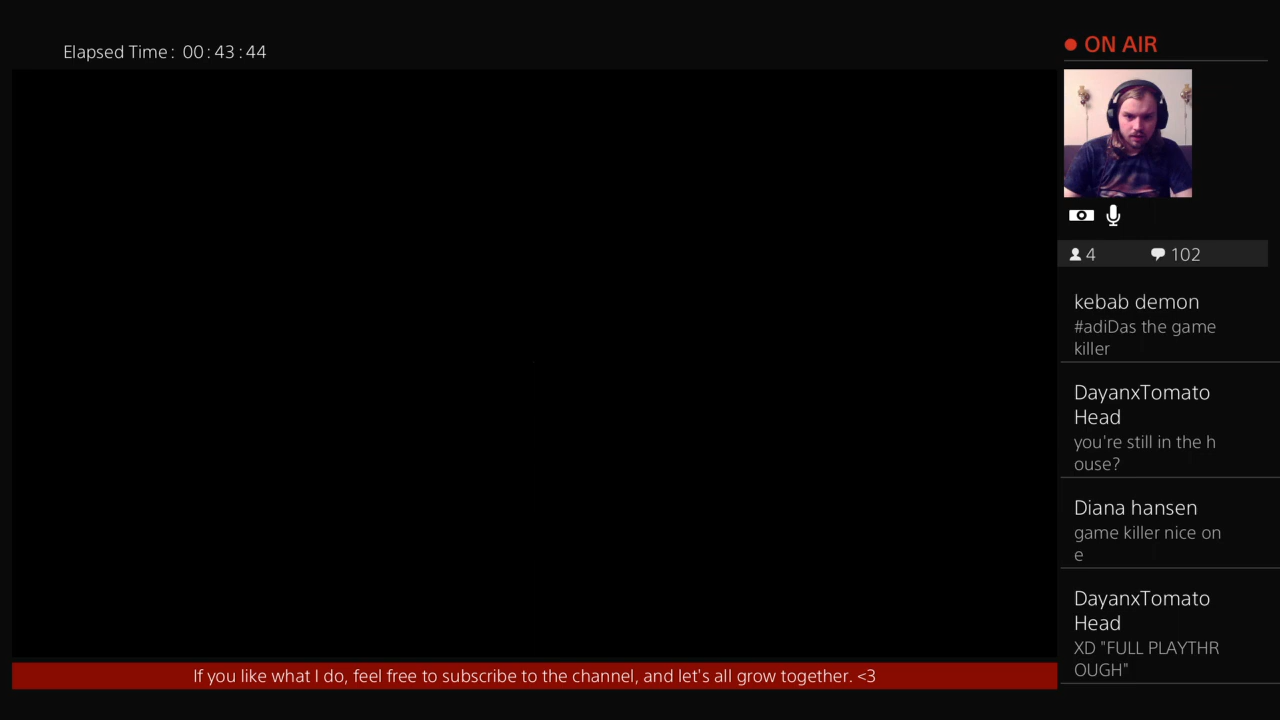 Elapsed Time: 00:43:44
ON AIR
4 102
kebab demon
#adiDas the game
killer
DayanxTomato
Head
you're still in the h
ouse?
Diana hansen
game killer nice on
e
DayanxTomato
Head
XD "FULL PLAYTHR
OUGH"
If you like what I do, feel free to subscribe to the channel, and let's all grow together. <3